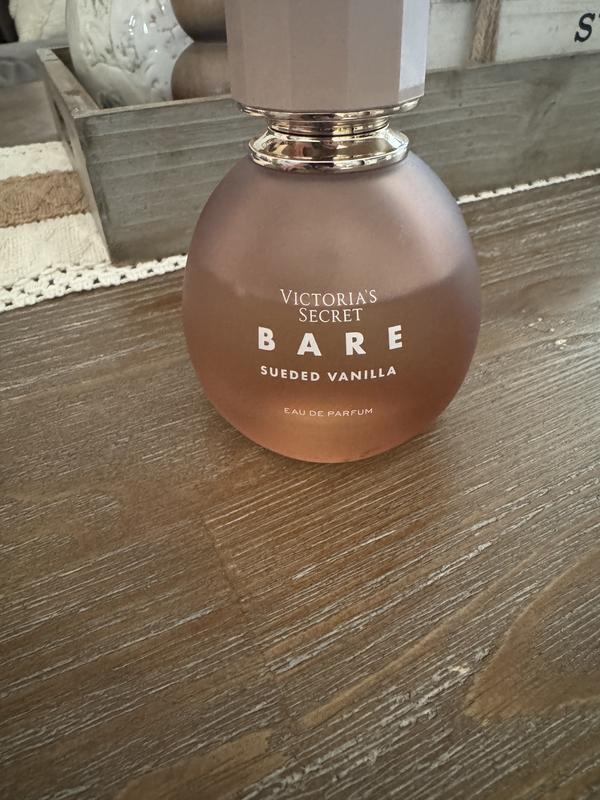 VICTORIA'S
SECRET
BARE
SUEDED VANILLA
EAU DE PARFUM